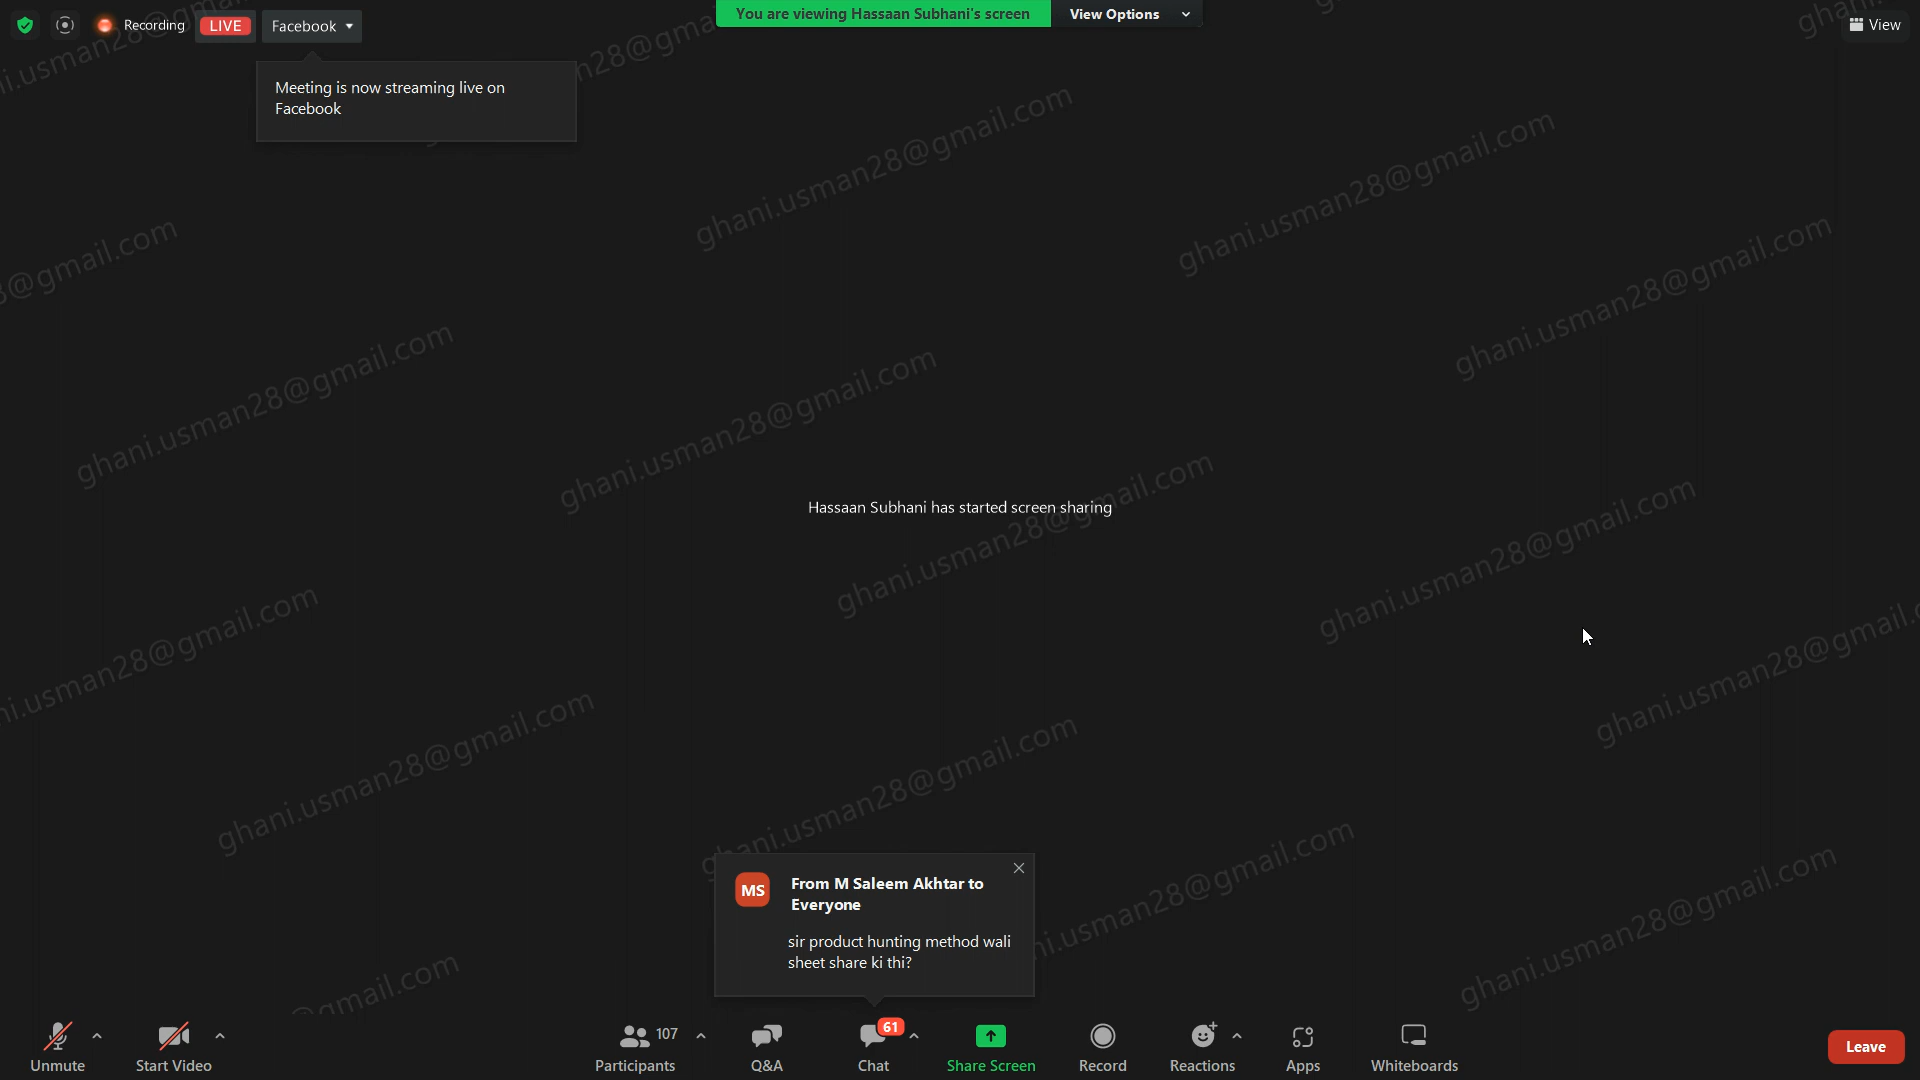 Recording
LIVE
Facebook
You are viewing Hassaan Subhani's screen
View Options
View
Meeting is now streaming live on
Facebook
ghani.usman28@gmail.com
Hassaan Subhani has started screen sharing
MS
From M Saleem Akhtar to
Everyone
sir product hunting method wali
sheet share ki thi?
Unmute
Start Video
Participants
107
Q&A
Chat
61
Share Screen
Record
Reactions
Apps
Whiteboards
Leave